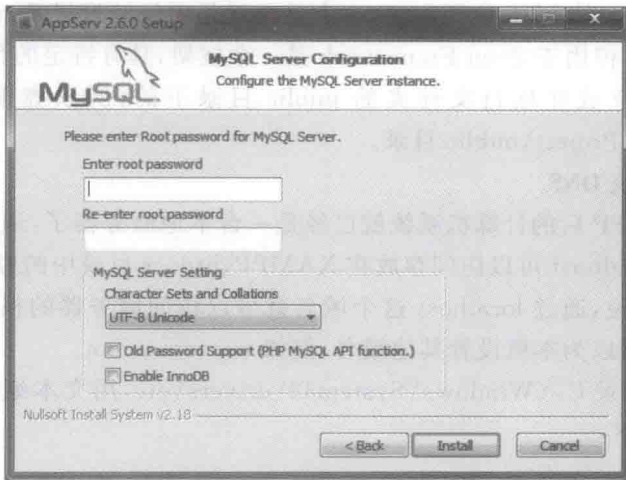 AppServ 2.6.0 Setup
MySQL
MySQL Server Configuration
Configure the MySQL Server instance.
Please enter Root password for MySQL Server.
Enter root password
Re-enter root password
MySQL Server Setting
Character Sets and Collations
UTF-8 Unicode
Old Password Support (PHP MySQL API function.)
Enable InnoDB
Nullsoft Install System v2.18
< Back
Install
Cancel